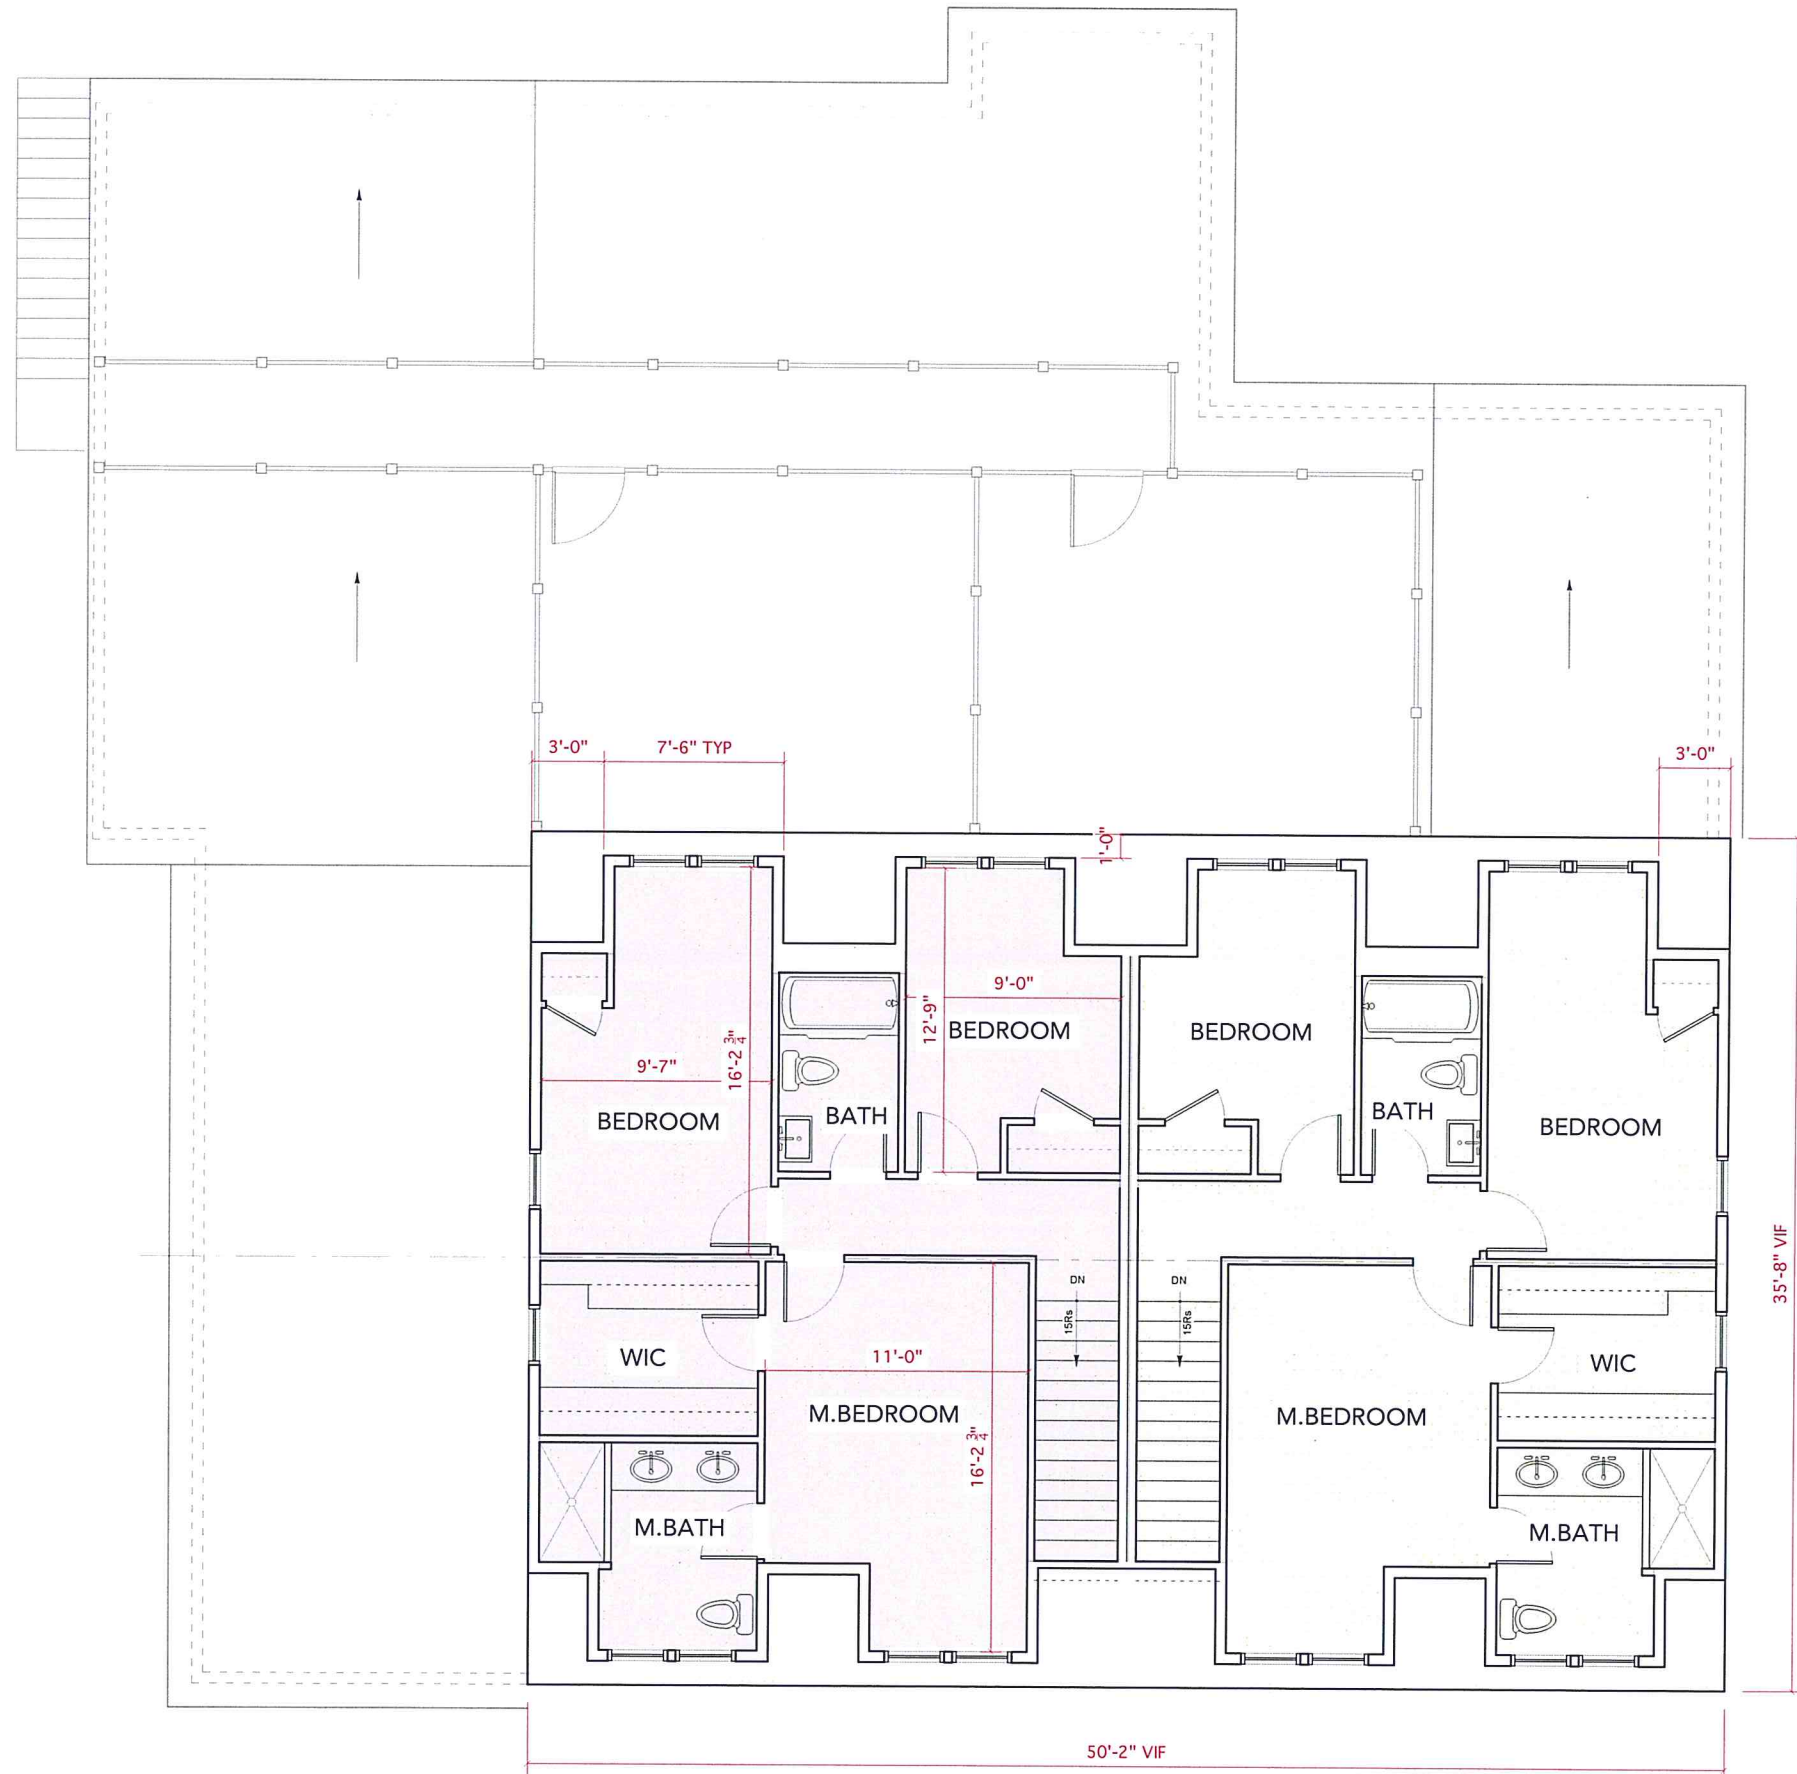 3'-0"
7'-6" TYP
3'-0"
1'-0"
9'-0"
12'-9"
BEDROOM
BEDROOM
9'-7"
16'-2 3/4"
BEDROOM
BATH
BATH
BEDROOM
35'-8" VIF
DN
DN
15Rs
15Rs
WIC
11'-0"
WIC
M.BEDROOM
M.BEDROOM
16'-2 3/4"
M.BATH
M.BATH
50'-2" VIF